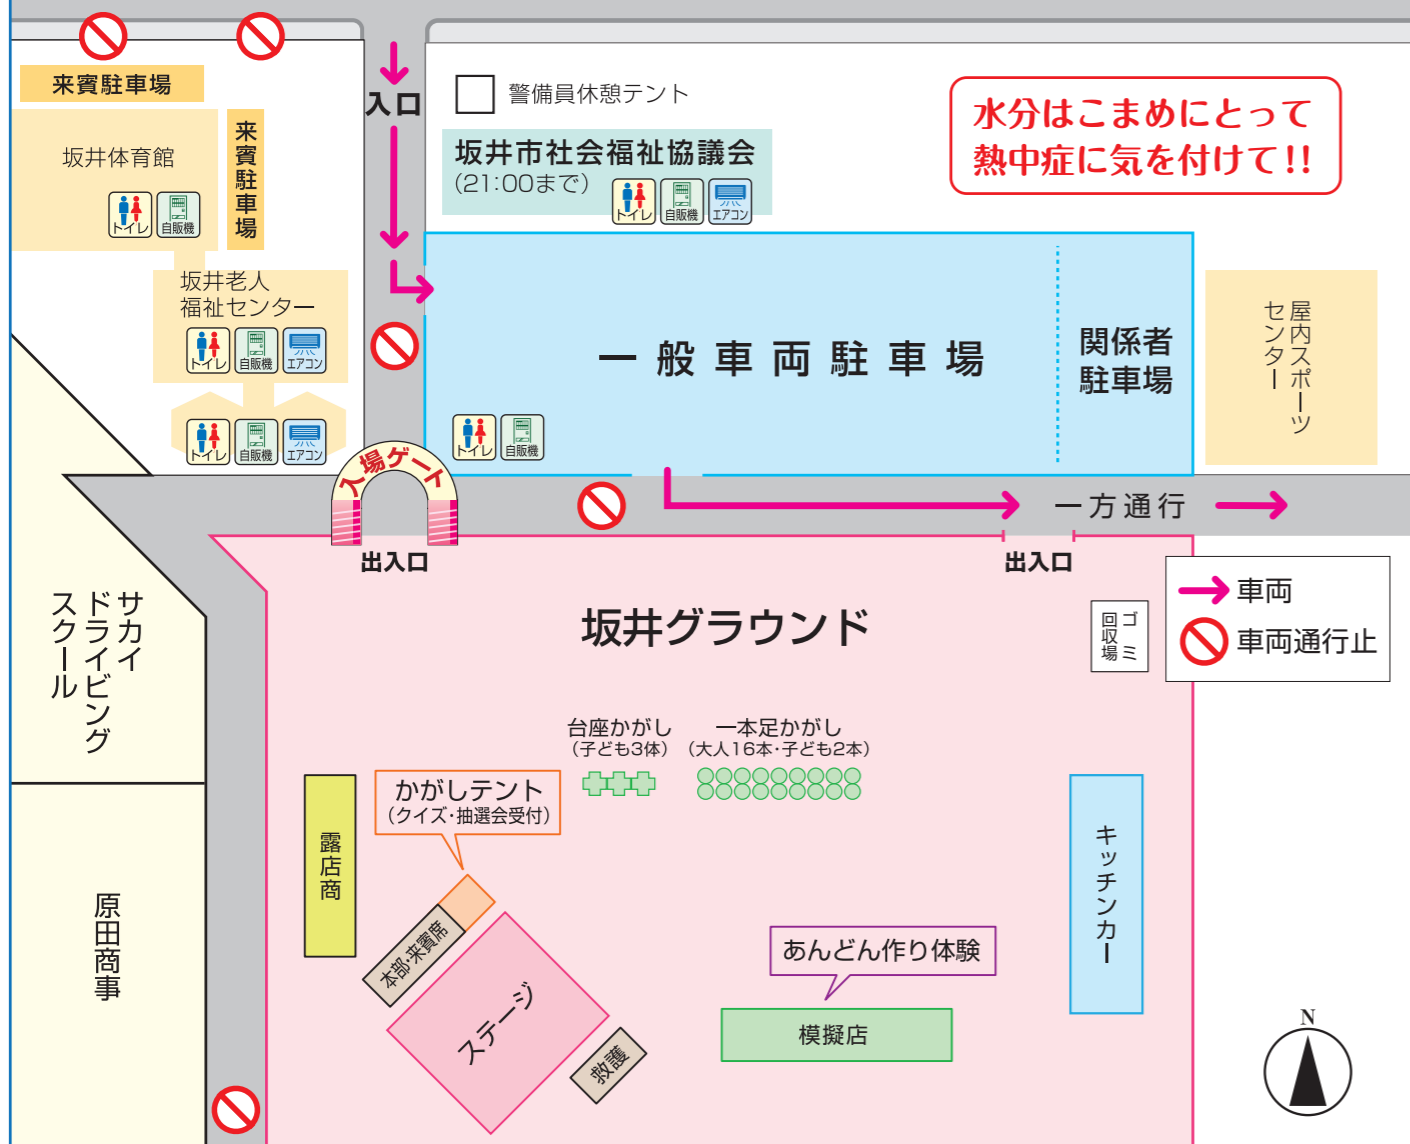 来賓駐車場
入口
警備員休憩テント
水分はこまめにとって
熱中症に気を付けて!!
坂井体育館
トイレ
自販機
来賓駐車場
坂井市社会福祉協議会
(21:00まで)
トイレ
自販機
エアコン
坂井老人
福祉センター
トイレ
自販機
エアコン
トイレ
自販機
エアコン
一般車両駐車場
関係者
駐車場
屋内スポーツ
センター
トイレ
自販機
入場ゲート
一方通行
出入口
出入口
車両
車両通行止
坂井グラウンド
ゴミ
回収場
サカイ
ドライビング
スクール
台座かがし
(子ども3体)
一本足かがし
(大人16本・子ども2本)
かがしテント
(クイズ・抽選会受付)
露店商
キッチンカー
原田商事
本部・来賓席
ステージ
救護
あんどん作り体験
模擬店
N